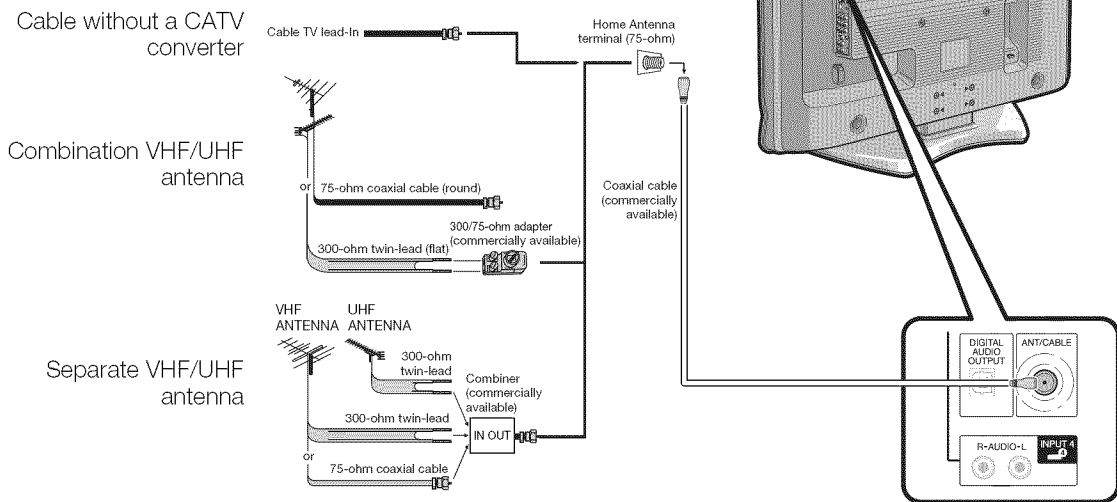 Cable without a CATV
converter
Cable TV lead-In
Home Antenna
terminal (75-ohm)
Combination VHF/UHF
antenna
or
75-ohm coaxial cable (round)
300-ohm twin-lead (flat)
300/75-ohm adapter
(commercially available)
Coaxial cable
(commercially
available)
Separate VHF/UHF
antenna
VHF
ANTENNA
UHF
ANTENNA
300-ohm
twin-lead
Combiner
(commercially
available)
300-ohm twin-lead
IN OUT
or
75-ohm coaxial cable
DIGITAL
AUDIO
OUTPUT
ANT/CABLE
R-AUDIO-L
INPUT 4
4